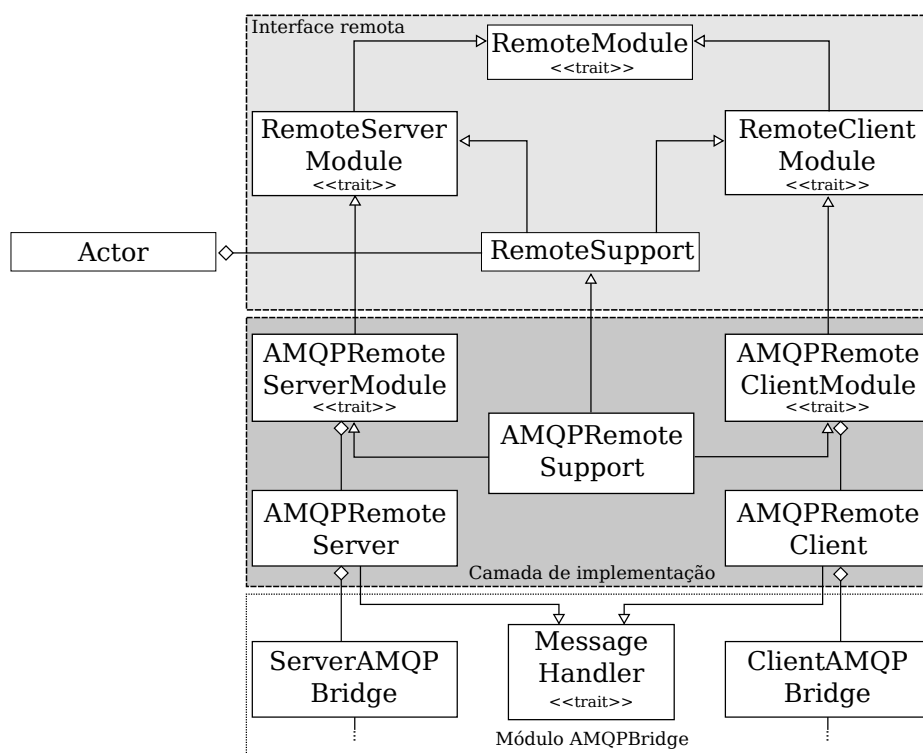 Interface remota
RemoteModule
<<trait>>
RemoteServer
Module
<<trait>>
RemoteClient
Module
<<trait>>
Actor
RemoteSupport
AMQPRemote
ServerModule
<<trait>>
AMQPRemote
ClientModule
<<trait>>
AMQPRemote
Support
AMQPRemote
Server
AMQPRemote
Client
Camada de implementação
ServerAMQP
Bridge
Message
Handler
<<trait>>
ClientAMQP
Bridge
Módulo AMQPBridge